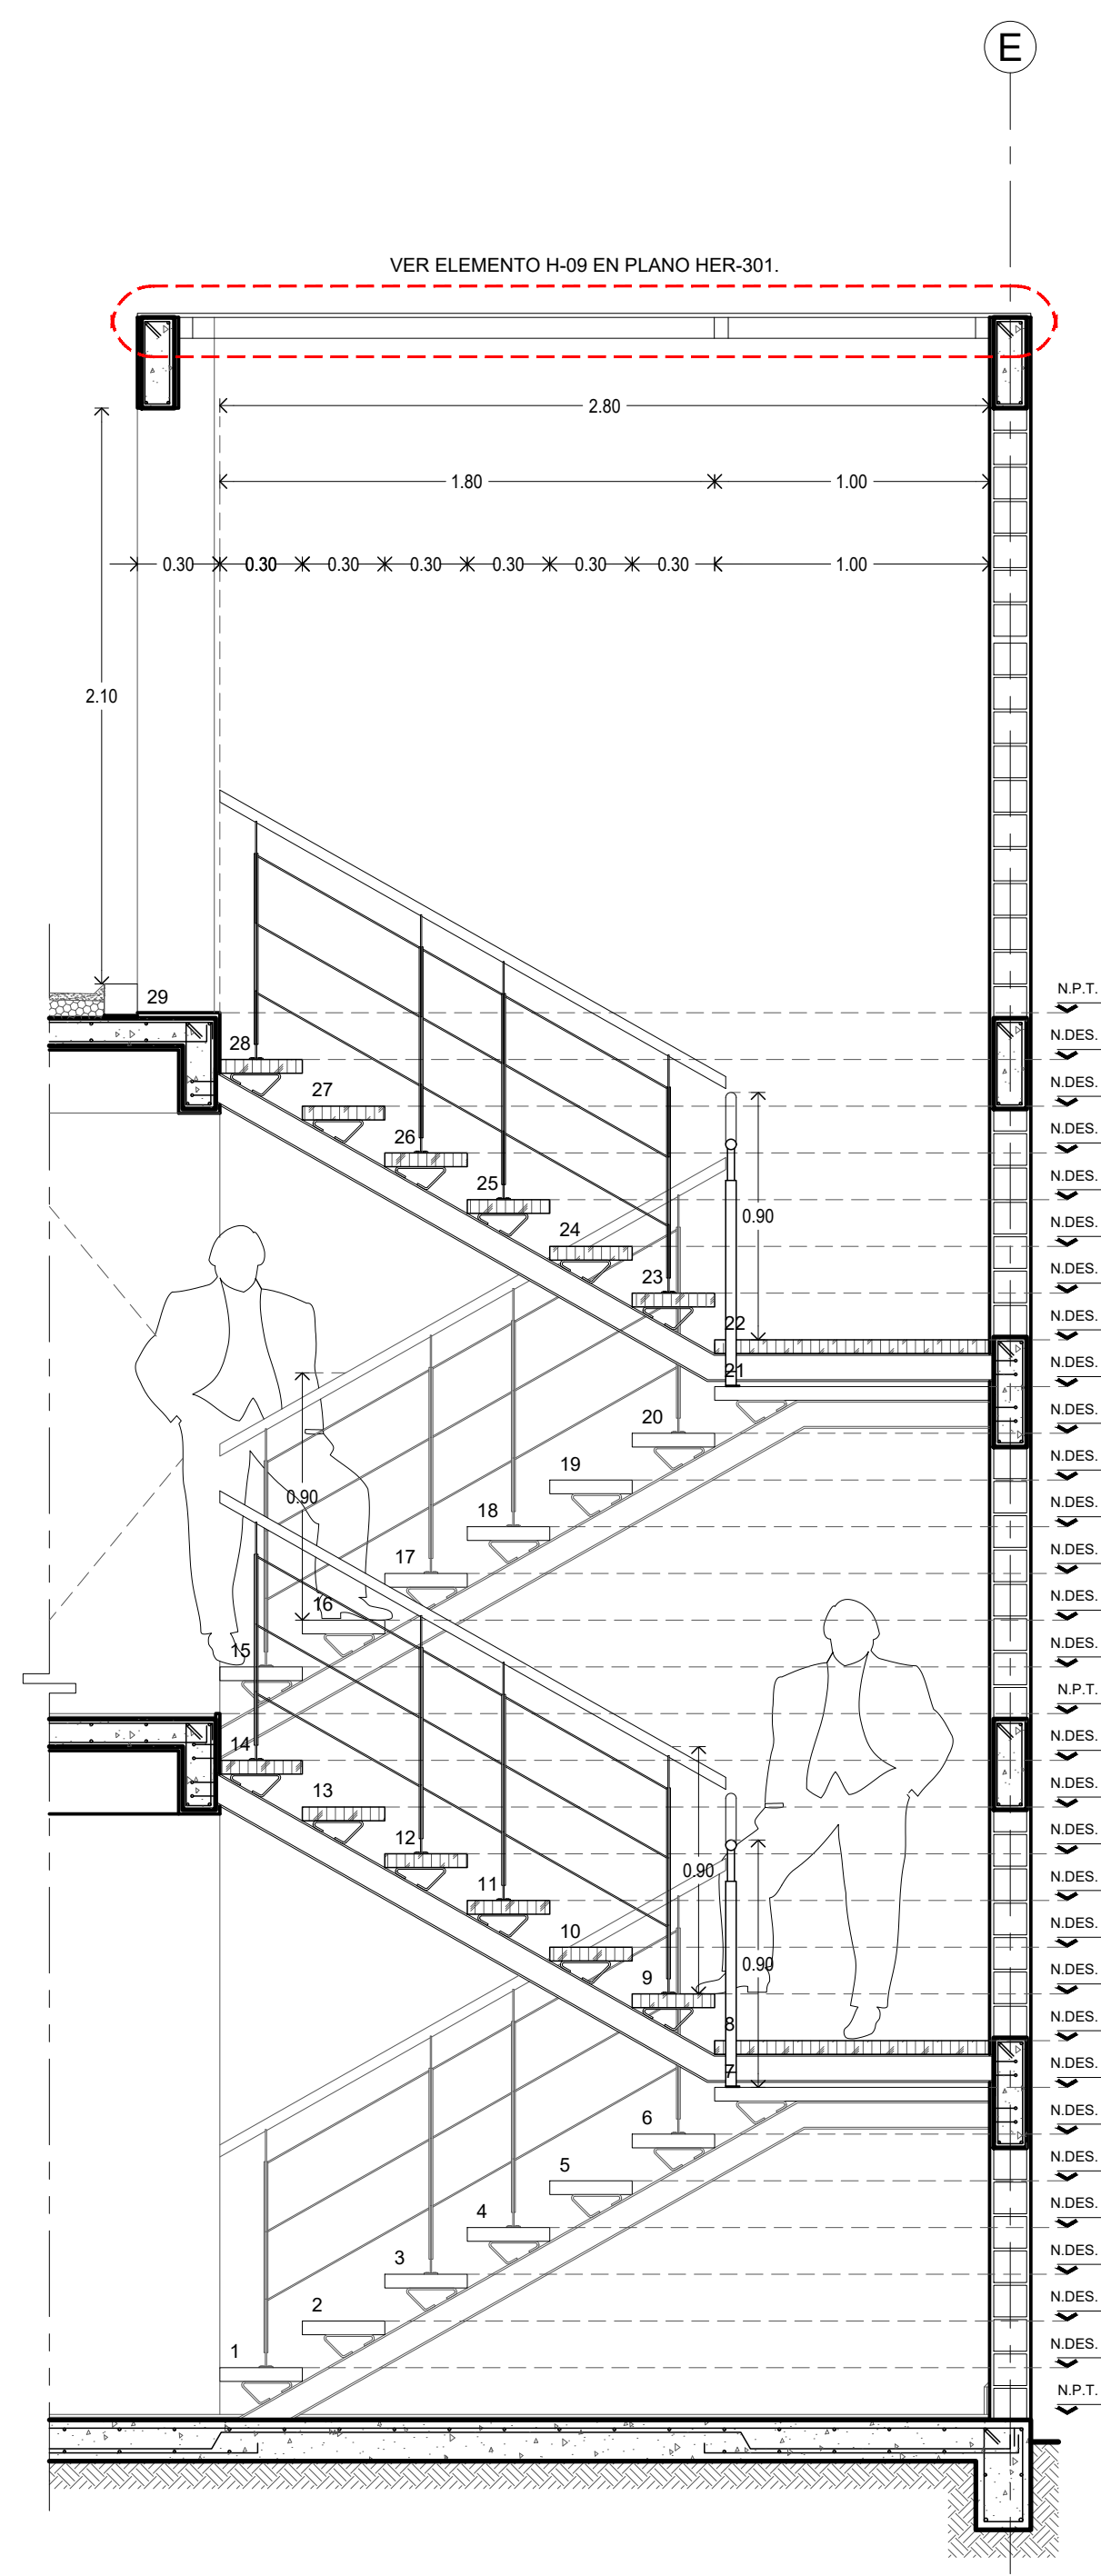 E
VER ELEMENTO H-09 EN PLANO HER-301.
2.80
1.80 1.00
0.30 0.30 0.30 0.30 0.30 0.30 0.30 1.00
2.10
29 N.P.T.
28 N.DES.
27 N.DES.
26 N.DES.
25 N.DES.
0.90
24 N.DES.
23 N.DES.
22 N.DES.
21 N.DES.
20 N.DES.
19 N.DES.
0.90
18 N.DES.
17 N.DES.
16 N.DES.
15 N.DES.
N.P.T.
14 N.DES.
13 N.DES.
12 N.DES.
0.90
11 N.DES.
10 N.DES.
0.90
9 N.DES.
8 N.DES.
7 N.DES.
6 N.DES.
5 N.DES.
4 N.DES.
3 N.DES.
2 N.DES.
1 N.DES.
N.P.T.